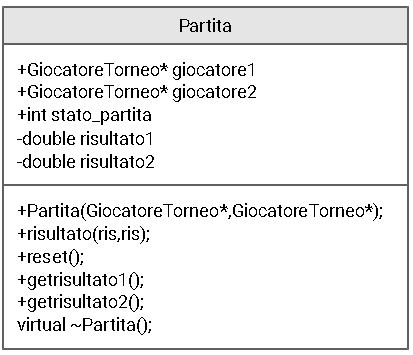 Partita
+GiocatoreTorneo* giocatore1
+GiocatoreTorneo* giocatore2
+int stato_partita
-double risultato1
-double risultato2
+Partita(GiocatoreTorneo*,GiocatoreTorneo*);
+risultato(ris,ris);
+reset();
+getrisultato1();
+getrisultato2();
virtual ~Partita();